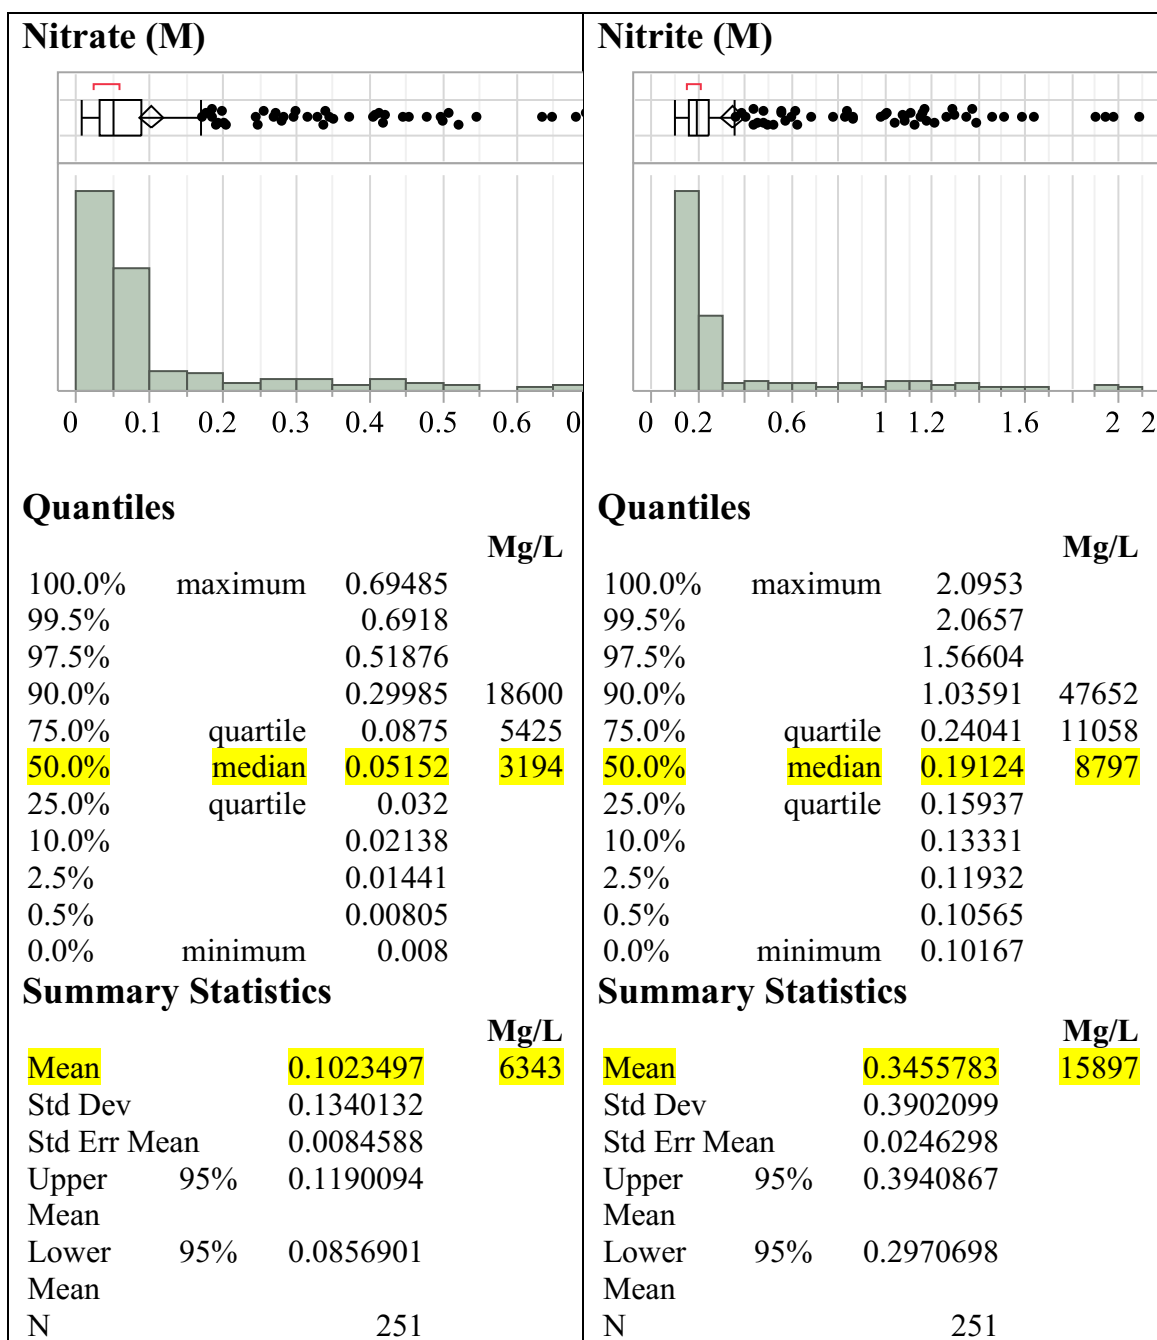 Nitrate (M)
0 0.1 0.2 0.3 0.4 0.5 0.6 0
Quantiles
Mg/L
100.0% maximum 0.69485
99.5% 0.6918
97.5% 0.51876
90.0% 0.29985 18600
75.0% quartile 0.0875 5425
50.0% median 0.05152 3194
25.0% quartile 0.032
10.0% 0.02138
2.5% 0.01441
0.5% 0.00805
0.0% minimum 0.008
Summary Statistics
Mg/L
Mean 0.1023497 6343
Std Dev 0.1340132
Std Err Mean 0.0084588
Upper 95% 0.1190094
Mean
Lower 95% 0.0856901
Mean
N 251
Nitrite (M)
0 0.2 0.6 1 1.2 1.6 2 2
Quantiles
Mg/L
100.0% maximum 2.0953
99.5% 2.0657
97.5% 1.56604
90.0% 1.03591 47652
75.0% quartile 0.24041 11058
50.0% median 0.19124 8797
25.0% quartile 0.15937
10.0% 0.13331
2.5% 0.11932
0.5% 0.10565
0.0% minimum 0.10167
Summary Statistics
Mg/L
Mean 0.3455783 15897
Std Dev 0.3902099
Std Err Mean 0.0246298
Upper 95% 0.3940867
Mean
Lower 95% 0.2970698
Mean
N 251